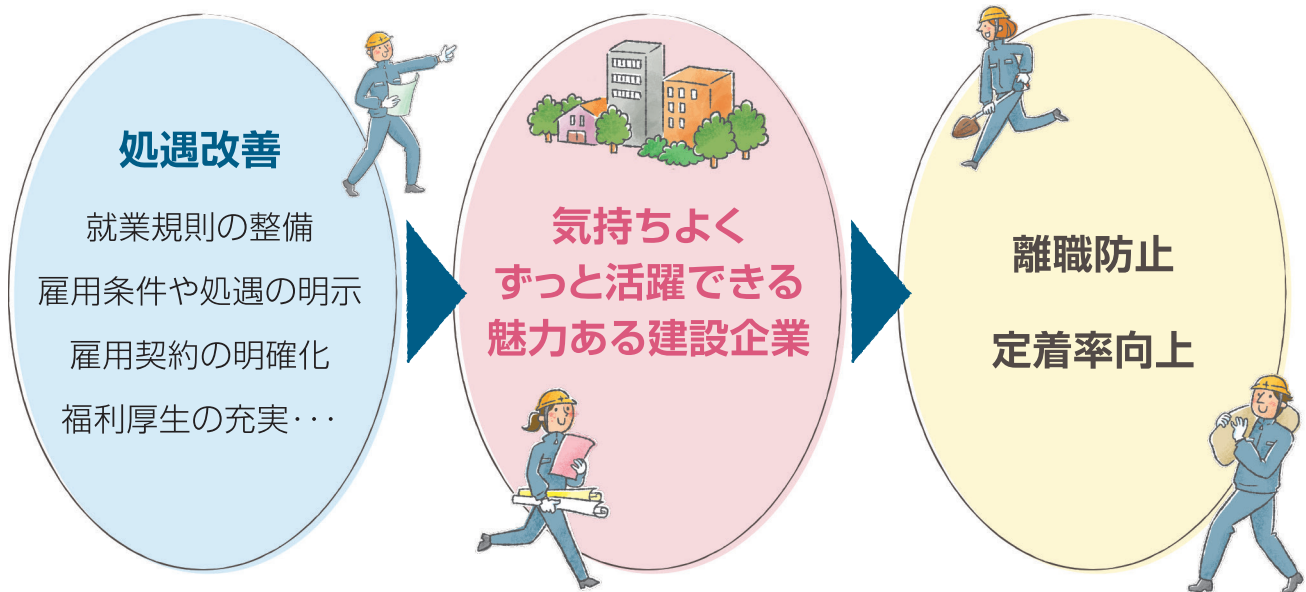 処遇改善
就業規則の整備
雇用条件や処遇の明示
雇用契約の明確化
福利厚生の充実･･･
気持ちよく
ずっと活躍できる
魅力ある建設企業
離職防止
定着率向上